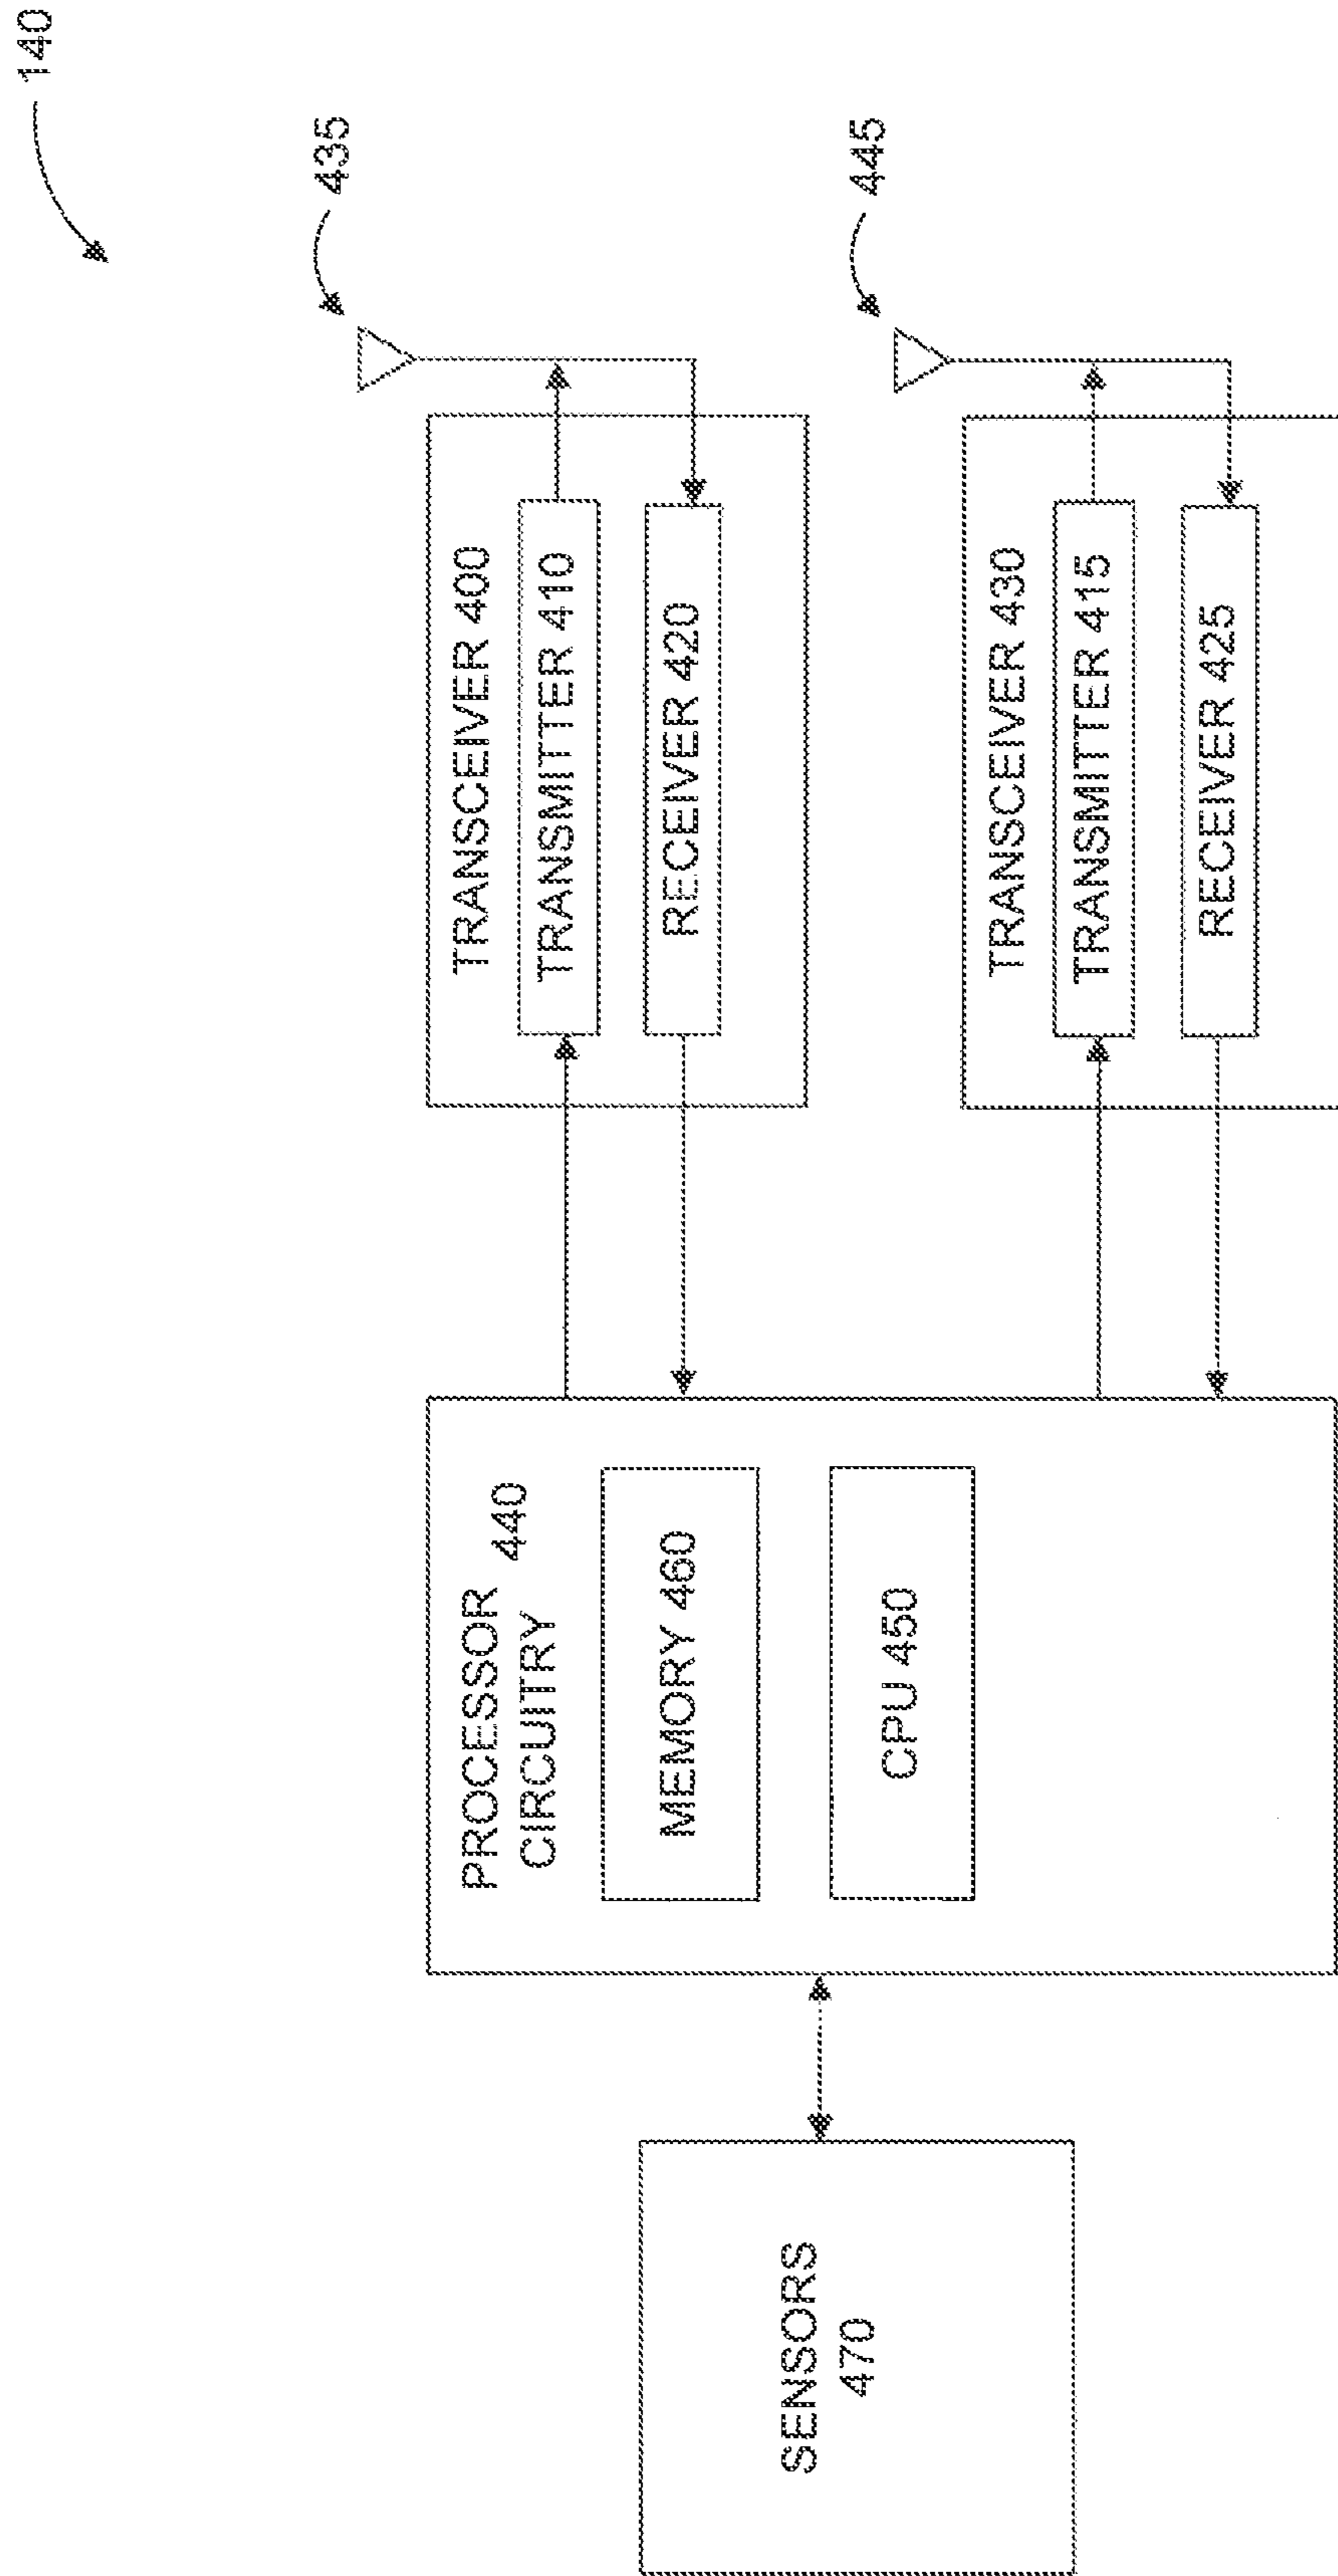 140
435
445
TRANSCEIVER 400
TRANSMITTER 410
RECEIVER 420
TRANSCEIVER 430
TRANSMITTER 415
RECEIVER 425
PROCESSOR
CIRCUITRY 440
MEMORY 460
CPU 450
SENSORS
470